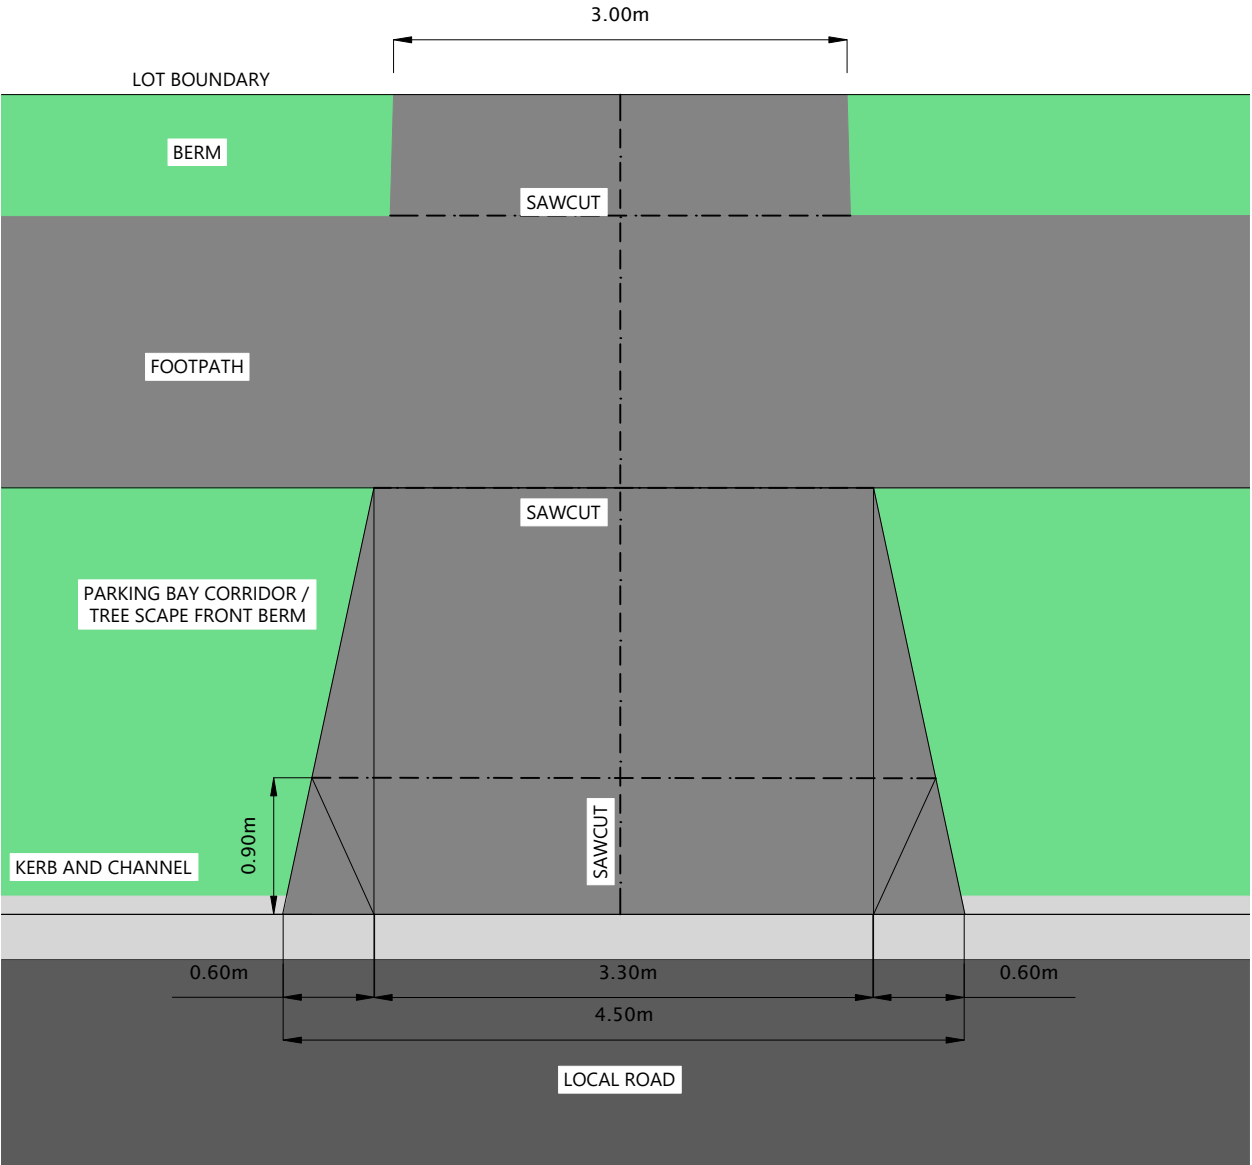 3.00m
LOT BOUNDARY
BERM
SAWCUT
FOOTPATH
SAWCUT
PARKING BAY CORRIDOR /
TREE SCAPE FRONT BERM
0.90m
SAWCUT
KERB AND CHANNEL
0.60m
3.30m
0.60m
4.50m
LOCAL ROAD